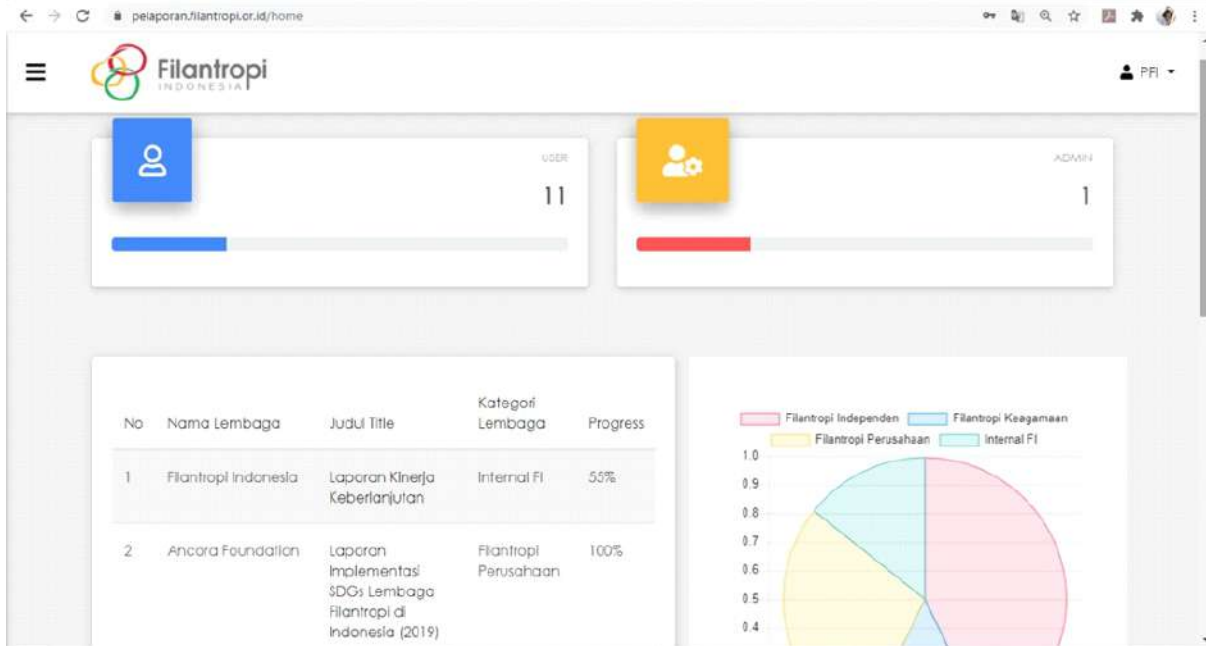 pelaporan.filantropi.or.id/home
Filantropi
INDONESIA
PFI
USER
11
ADMIN
1
No Nama Lembaga Judul Title Kategori Lembaga Progress
1 Filantropi Indonesia Laporan Kinerja Keberlanjutan Internal FI 55%
2 Ancora Foundation Laporan Implementasi SDGs Lembaga Filantropi di Indonesia (2019) Filantropi Perusahaan 100%
Filantropi Independen Filantropi Keagamaan
Filantropi Perusahaan Internal FI
1.0
0.9
0.8
0.7
0.6
0.5
0.4